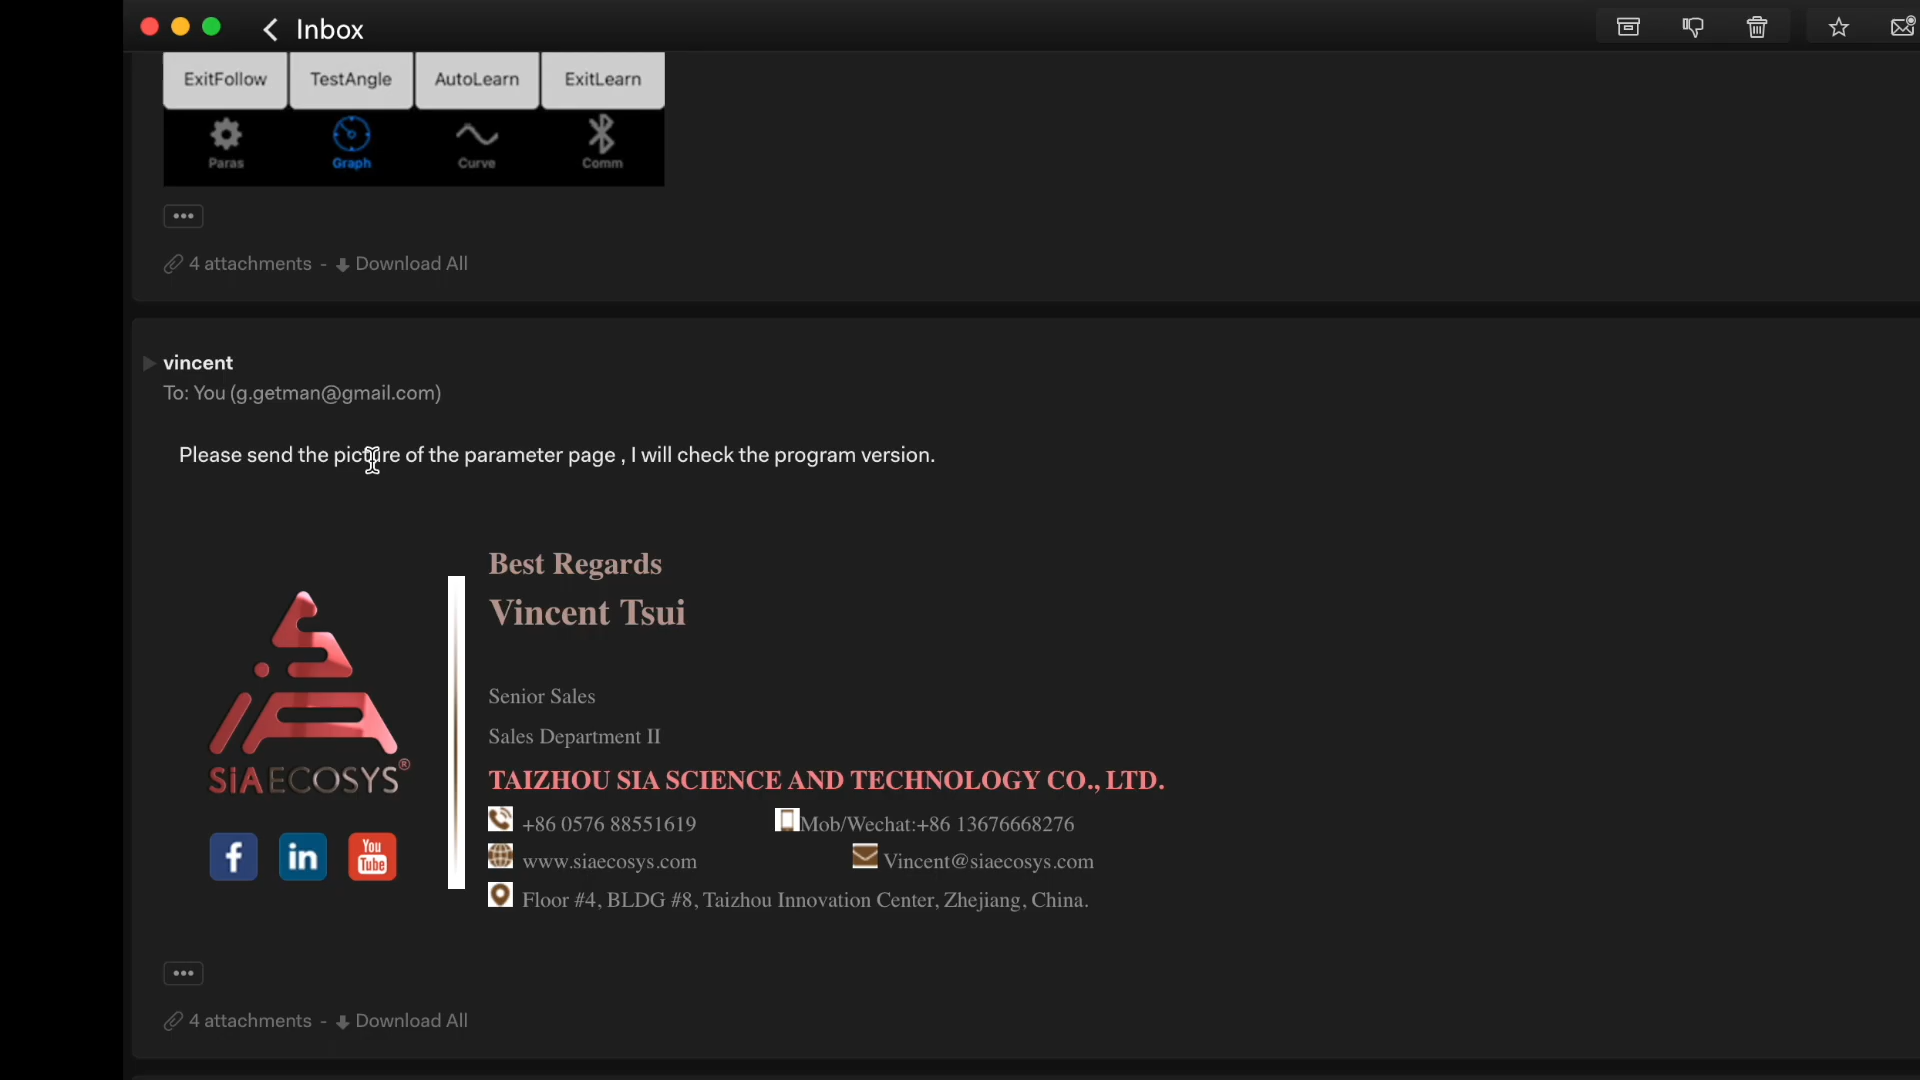 Inbox
ExitFollow TestAngle AutoLearn ExitLearn
Paras Graph Curve Comm
•••
4 attachments - Download All
vincent
To: You (g.getman@gmail.com)
Please send the picture of the parameter page , I will check the program version.
Best Regards
Vincent Tsui
Senior Sales
Sales Department II
SiAECOSYS®
TAIZHOU SIA SCIENCE AND TECHNOLOGY CO., LTD.
+86 0576 88551619 Mob/Wechat:+86 13676668276
f in You Tube
www.siaecosys.com Vincent@siaecosys.com
Floor #4, BLDG #8, Taizhou Innovation Center, Zhejiang, China.
•••
4 attachments - Download All